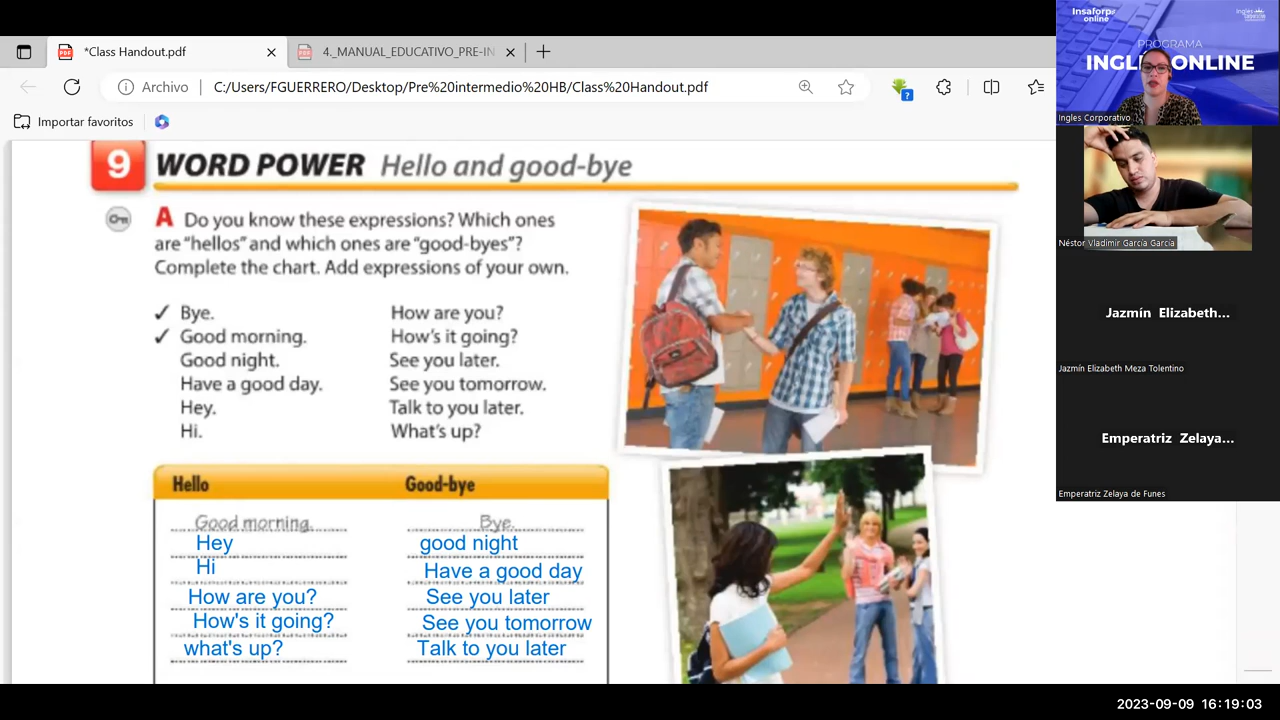 *Class Handout.pdf
4._MANUAL_EDUCATIVO_PRE-IN
Archivo
C:/Users/FGUERRERO/Desktop/Pre%20intermedio%20HB/Class%20Handout.pdf
Importar favoritos
9 WORD POWER Hello and good-bye
A Do you know these expressions? Which ones
are "hellos" and which ones are "good-byes"?
Complete the chart. Add expressions of your own.
✓ Bye. How are you?
✓ Good morning. How's it going?
Good night. See you later.
Have a good day. See you tomorrow.
Hey. Talk to you later.
Hi. What's up?
Hello Good-bye
Good morning. Bye.
Hey good night
Hi Have a good day
How are you? See you later
How's it going? See you tomorrow
what's up? Talk to you later
Insaforp
online
PROGRAMA
INGLÉS ONLINE
Ingles Corporativo
Néstor Vladimir García García
Jazmín Elizabeth...
Jazmín Elizabeth Meza Tolentino
Emperatriz Zelaya...
Emperatriz Zelaya de Funes
2023-09-09 16:19:03